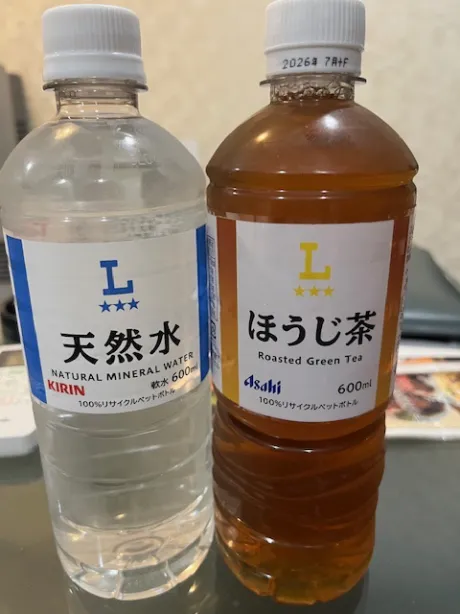 L
天然水
NATURAL MINERAL WATER
KIRIN
軟水 600ml
100%リサイクルペットボトル
2026年 7月+F
L
ほうじ茶
Roasted Green Tea
Asahi
600ml
100%リサイクルペットボトル